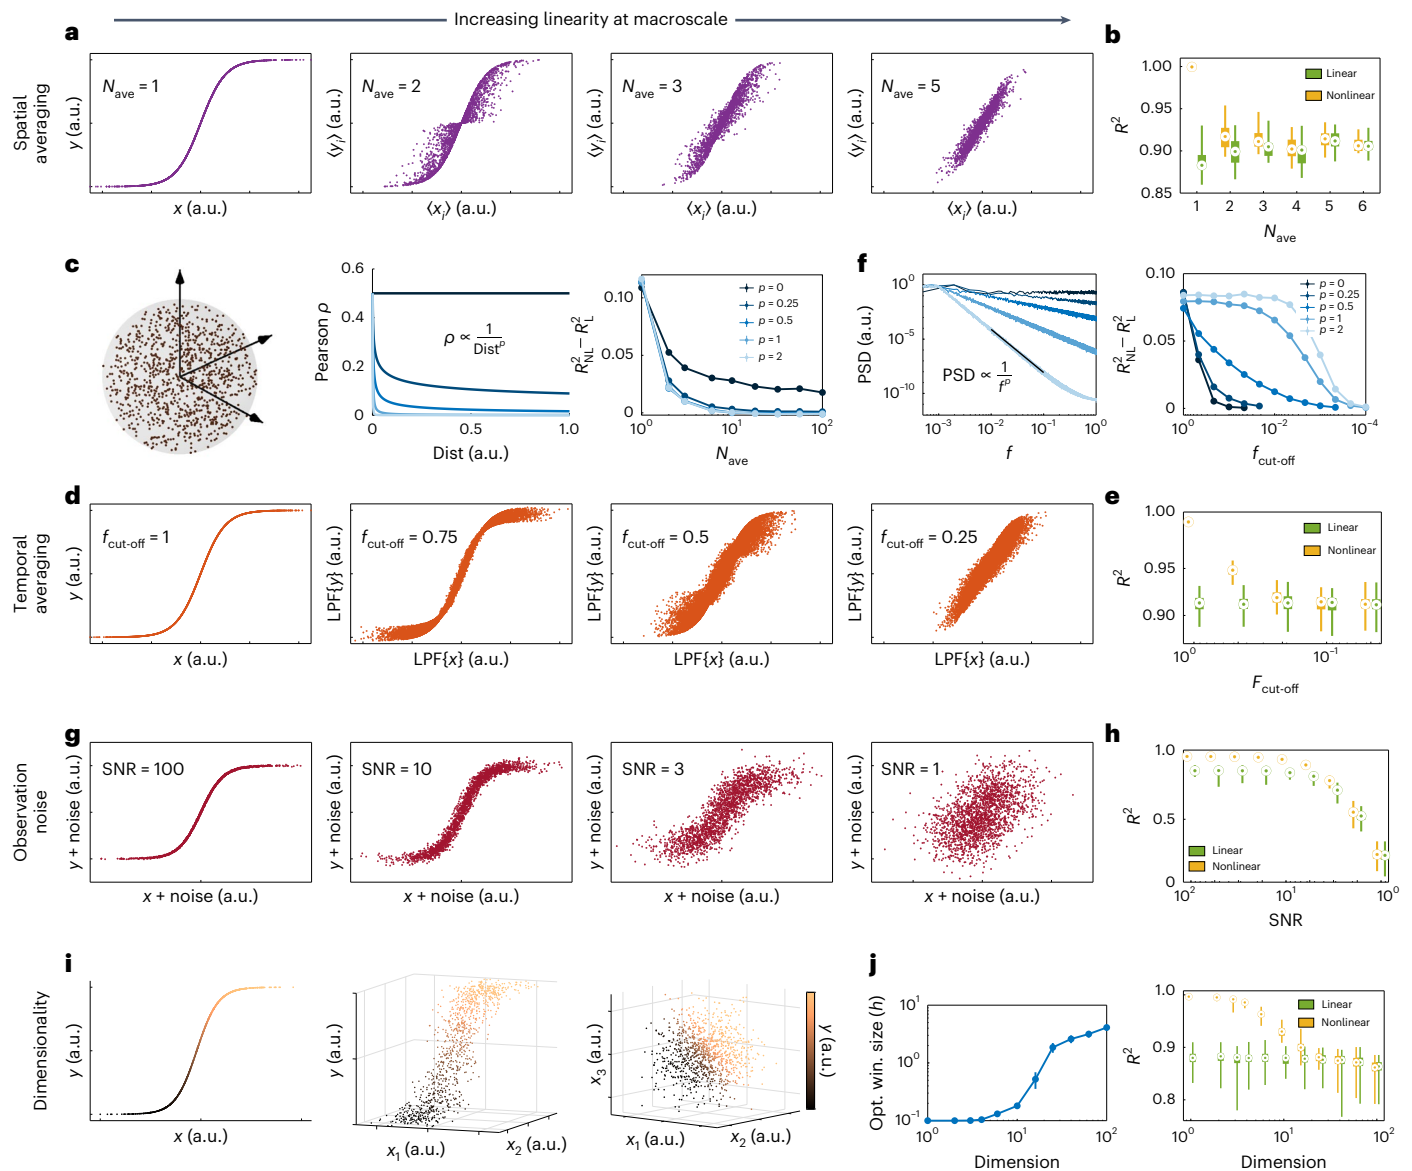 Increasing linearity at macroscale
a
Spatial averaging
y (a.u.)
N_ave = 1
x (a.u.)
⟨y_i⟩ (a.u.)
N_ave = 2
⟨x_i⟩ (a.u.)
⟨y_i⟩ (a.u.)
N_ave = 3
⟨x_i⟩ (a.u.)
⟨y_i⟩ (a.u.)
N_ave = 5
⟨x_i⟩ (a.u.)
b
R²
1.00
0.95
0.90
0.85
Linear
Nonlinear
1 2 3 4 5 6
N_ave
c
Pearson ρ
0.6
0.4
0.2
0
ρ ∝ 1/Dist^p
0 0.5 1.0
Dist (a.u.)
R²_NL − R²_L
0.10
0.05
0
p = 0
p = 0.25
p = 0.5
p = 1
p = 2
10⁰ 10¹ 10²
N_ave
f
PSD (a.u.)
10⁰
10⁻⁵
10⁻¹⁰
PSD ∝ 1/f^p
10⁻³ 10⁻² 10⁻¹ 10⁰
f
R²_NL − R²_L
0.10
0.05
0
p = 0
p = 0.25
p = 0.5
p = 1
p = 2
10⁰ 10⁻² 10⁻⁴
f_cut-off
d
Temporal averaging
y (a.u.)
f_cut-off = 1
x (a.u.)
LPF{y} (a.u.)
f_cut-off = 0.75
LPF{x} (a.u.)
LPF{y} (a.u.)
f_cut-off = 0.5
LPF{x} (a.u.)
LPF{y} (a.u.)
f_cut-off = 0.25
LPF{x} (a.u.)
e
R²
1.00
0.95
0.90
Linear
Nonlinear
10⁰ 10⁻¹
F_cut-off
g
Observation noise
y + noise (a.u.)
SNR = 100
x + noise (a.u.)
y + noise (a.u.)
SNR = 10
x + noise (a.u.)
y + noise (a.u.)
SNR = 3
x + noise (a.u.)
y + noise (a.u.)
SNR = 1
x + noise (a.u.)
h
R²
1.0
0.5
0
Linear
Nonlinear
10² 10¹ 10⁰
SNR
i
Dimensionality
y (a.u.)
x (a.u.)
y (a.u.)
x₁ (a.u.)
x₂ (a.u.)
x₃ (a.u.)
x₁ (a.u.)
x₂ (a.u.)
y (a.u.)
j
Opt. win. size (h)
10¹
10⁰
10⁻¹
10⁰ 10¹ 10²
Dimension
R²
1.0
0.9
0.8
Linear
Nonlinear
10⁰ 10¹ 10²
Dimension